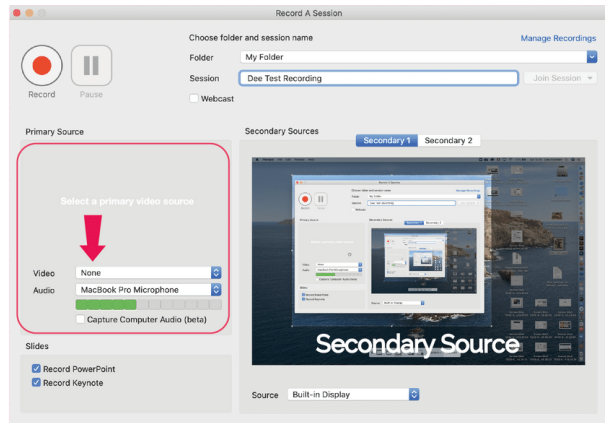 Record A Session
Choose folder and session name
Manage Recordings
Folder
My Folder
Session
Dee Test Recording
Join Session
Record
Pause
Webcast
Primary Source
Secondary Sources
Secondary 1
Secondary 2
Select a primary video source
Video
None
Audio
MacBook Pro Microphone
Capture Computer Audio (beta)
Slides
Record PowerPoint
Record Keynote
Secondary Source
Source
Built-in Display